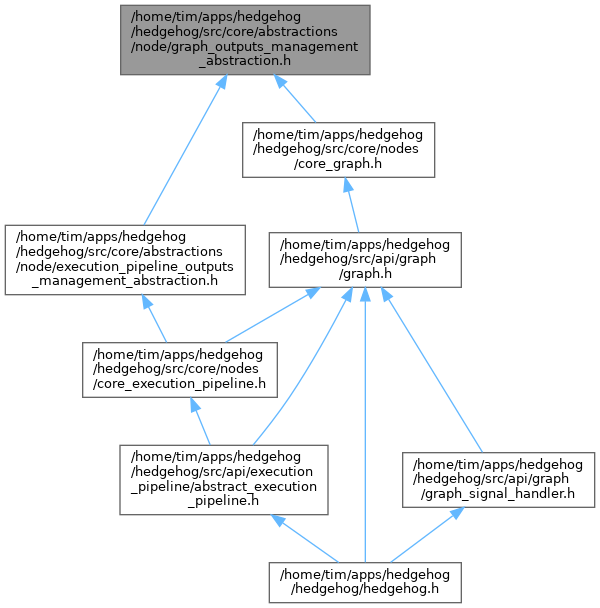 /home/tim/apps/hedgehog
/hedgehog/src/core/abstractions
/node/graph_outputs_management
_abstraction.h
/home/tim/apps/hedgehog
/hedgehog/src/core/nodes
/core_graph.h
/home/tim/apps/hedgehog
/hedgehog/src/core/abstractions
/node/execution_pipeline_outputs
_management_abstraction.h
/home/tim/apps/hedgehog
/hedgehog/src/api/graph
/graph.h
/home/tim/apps/hedgehog
/hedgehog/src/core/nodes
/core_execution_pipeline.h
/home/tim/apps/hedgehog
/hedgehog/src/api/execution
_pipeline/abstract_execution
_pipeline.h
/home/tim/apps/hedgehog
/hedgehog/src/api/graph
/graph_signal_handler.h
/home/tim/apps/hedgehog
/hedgehog/hedgehog.h